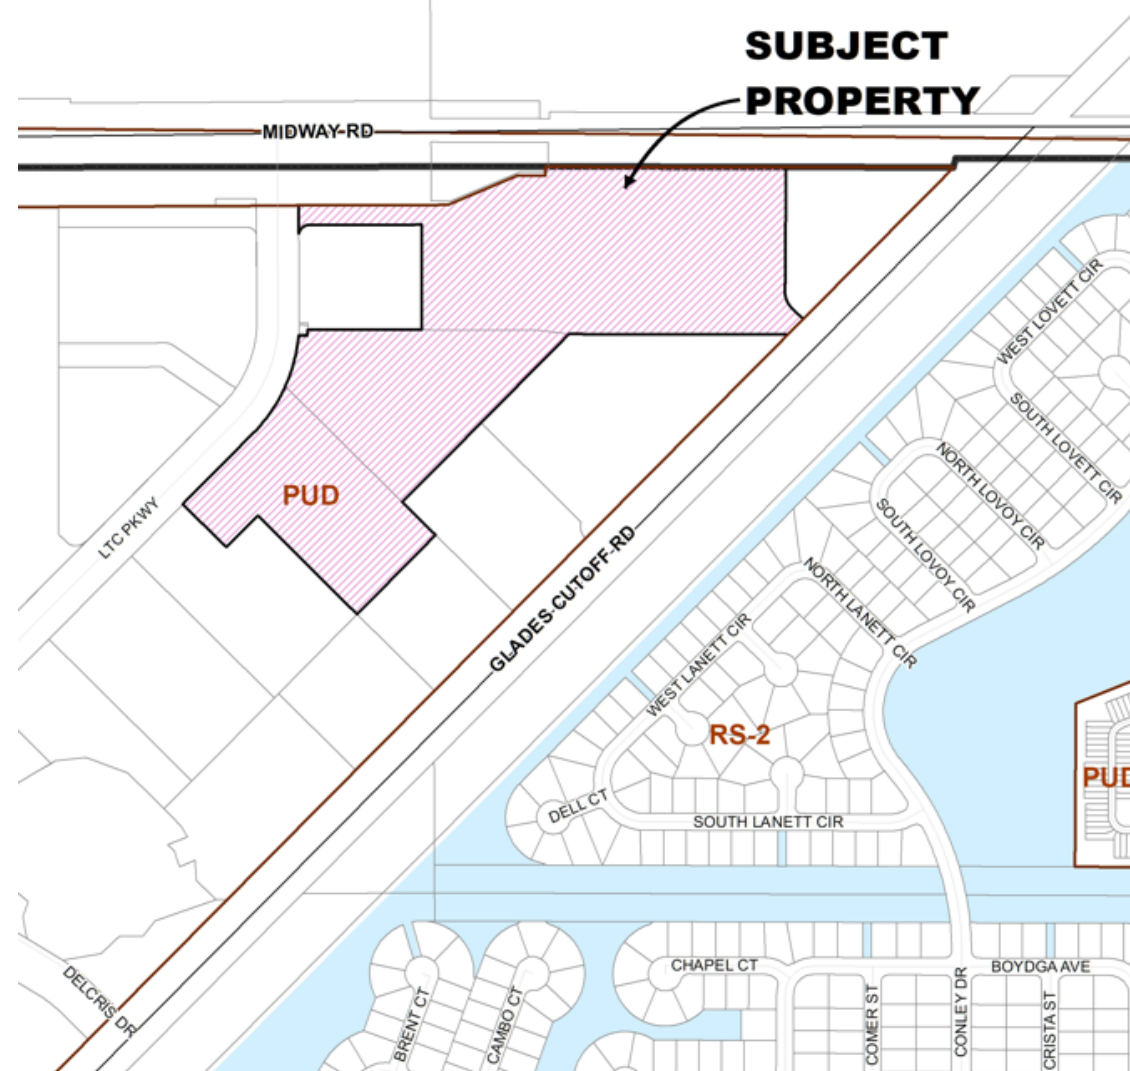 SUBJECT
PROPERTY
MIDWAY RD
WEST LOVETT CIR
SOUTH LOVETT CIR
NORTH LOVOY CIR
SOUTH LOVOY CIR
PUD
LTC PKWY
GLADES CUTOFF RD
NORTH LANETT CIR
WEST LANETT CIR
RS-2
PUD
DELL CT
SOUTH LANETT CIR
DELCRIS DR
BRENT CT
CAMBO CT
CHAPEL CT
COMER ST
CONLEY DR
BOYDGA AVE
CRISTA ST